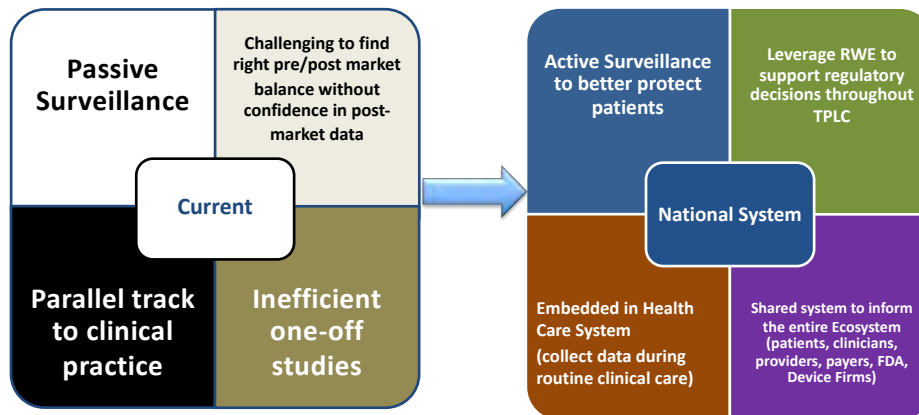 Passive
Surveillance
Challenging to find
right pre/post market
balance without
confidence in post-
market data
Current
Parallel track
to clinical
practice
Inefficient
one-off
studies
Active Surveillance
to better protect
patients
Leverage RWE to
support regulatory
decisions throughout
TPLC
National System
Embedded in Health
Care System
(collect data during
routine clinical care)
Shared system to inform
the entire Ecosystem
(patients, clinicians,
providers, payers, FDA,
Device Firms)